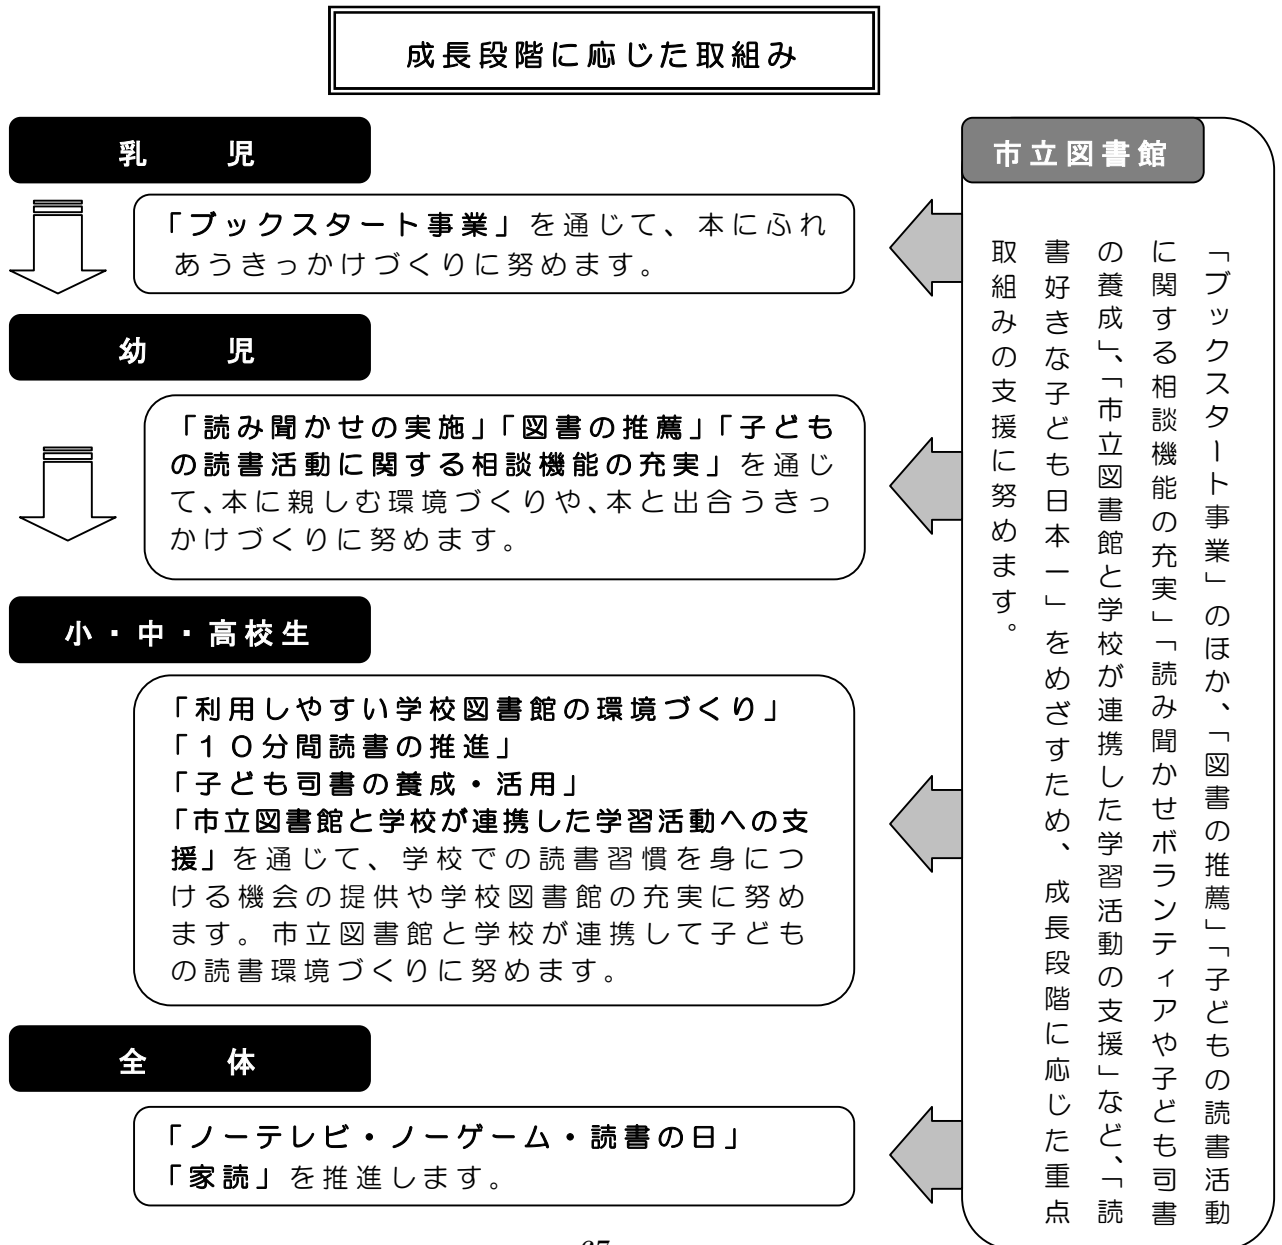 成長段階に応じた取組み
乳　児
「ブックスタート事業」を通じて、本にふれ
あうきっかけづくりに努めます。
幼　児
「読み聞かせの実施」「図書の推薦」「子ども
の読書活動に関する相談機能の充実」を通じ
て、本に親しむ環境づくりや、本と出合うきっ
かけづくりに努めます。
小・中・高校生
「利用しやすい学校図書館の環境づくり」
「１０分間読書の推進」
「子ども司書の養成・活用」
「市立図書館と学校が連携した学習活動への支
援」を通じて、学校での読書習慣を身につ
ける機会の提供や学校図書館の充実に努め
ます。市立図書館と学校が連携して子ども
の読書環境づくりに努めます。
全　体
「ノーテレビ・ノーゲーム・読書の日」
「家読」を推進します。
市立図書館
「ブックスタート事業」のほか、「図書の推薦」「子どもの読書活動
に関する相談機能の充実」「読み聞かせボランティアや子ども司書
の養成」、「市立図書館と学校が連携した学習活動の支援」など、「読
書好きな子ども日本一」をめざすため、成長段階に応じた重点
取組みの支援に努めます。